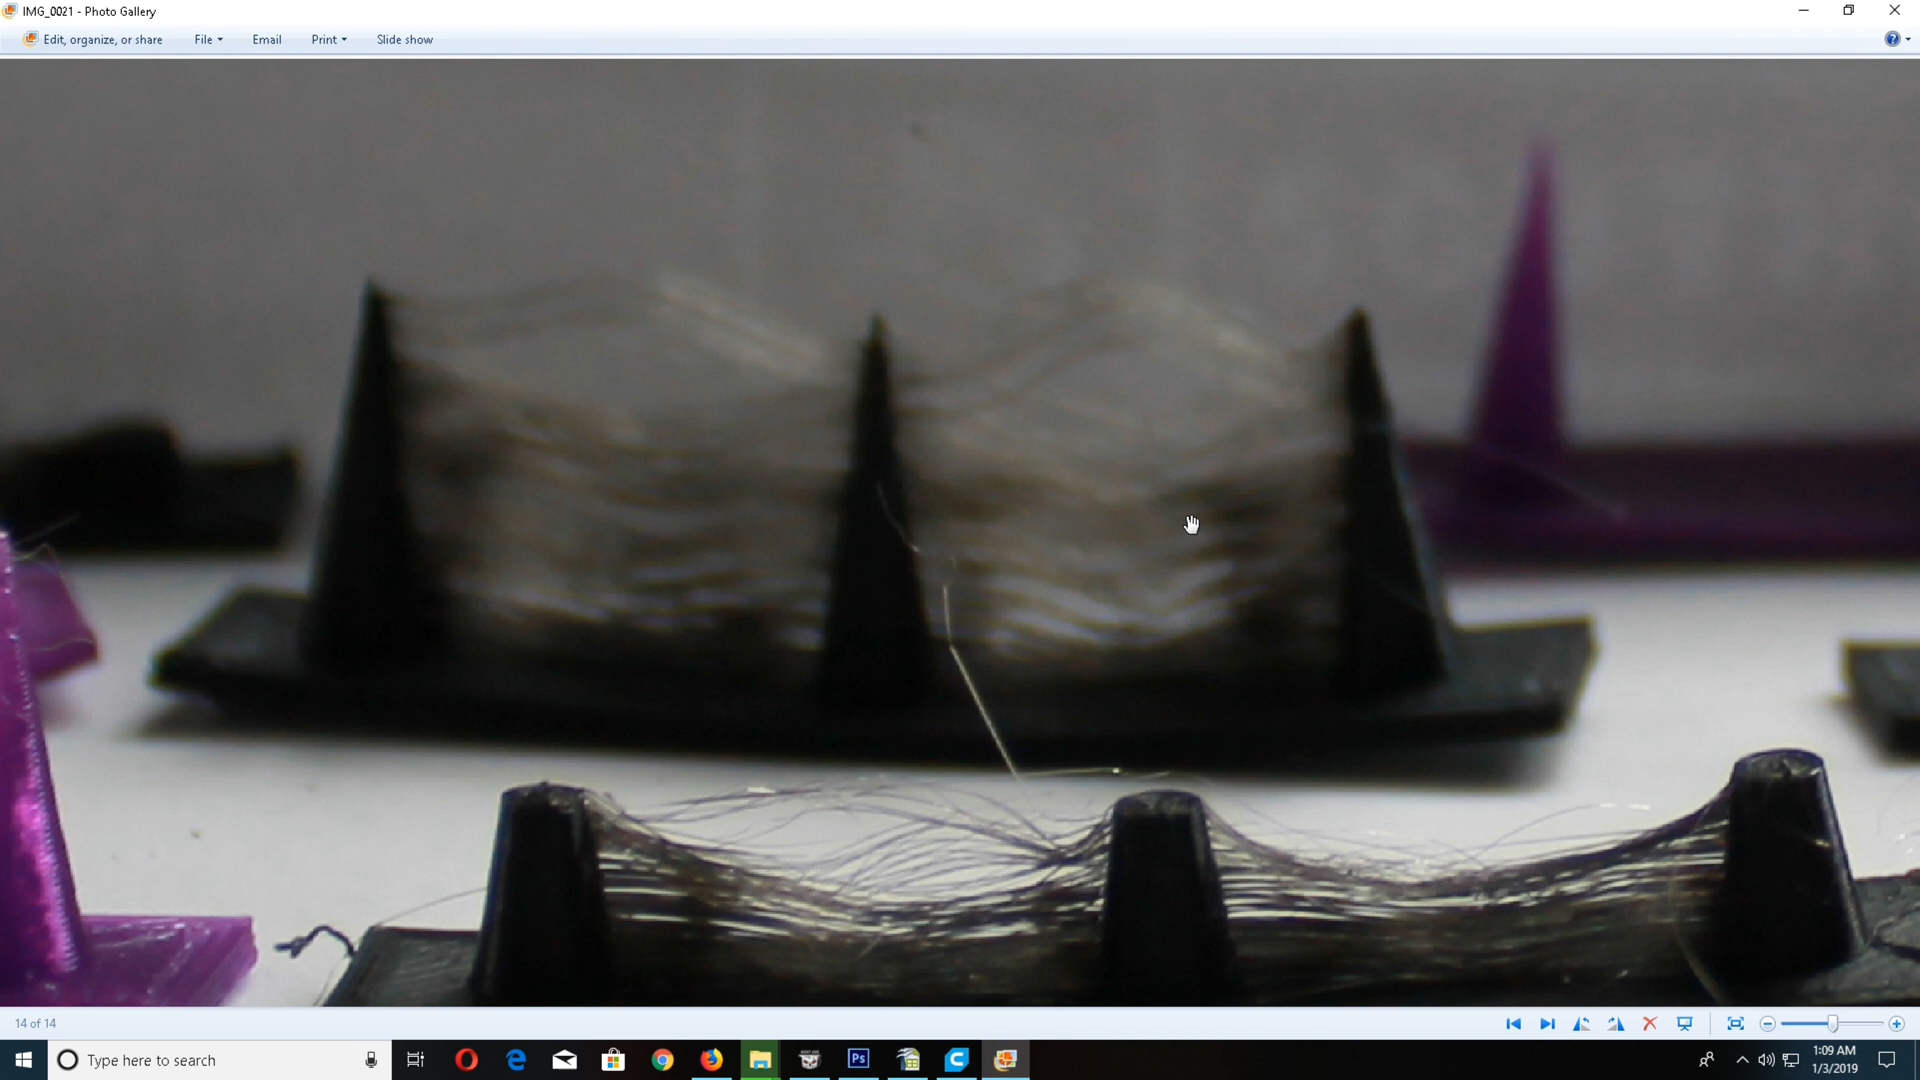 IMG_0021 - Photo Gallery
Edit, organize, or share File Email Print Slide show
14 of 14
Type here to search
Ps
1:09 AM
1/3/2019